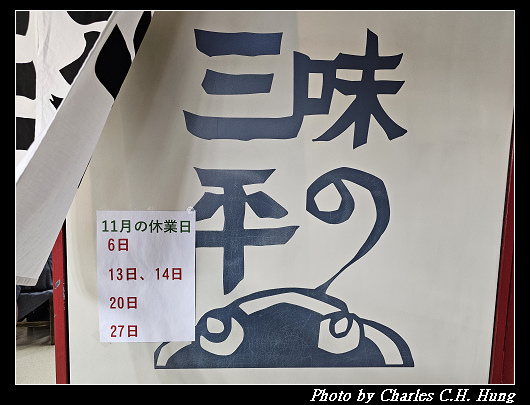 味の
三平
11月の休業日
6日
13日、14日
20日
27日
Photo by Charles C.H. Hung